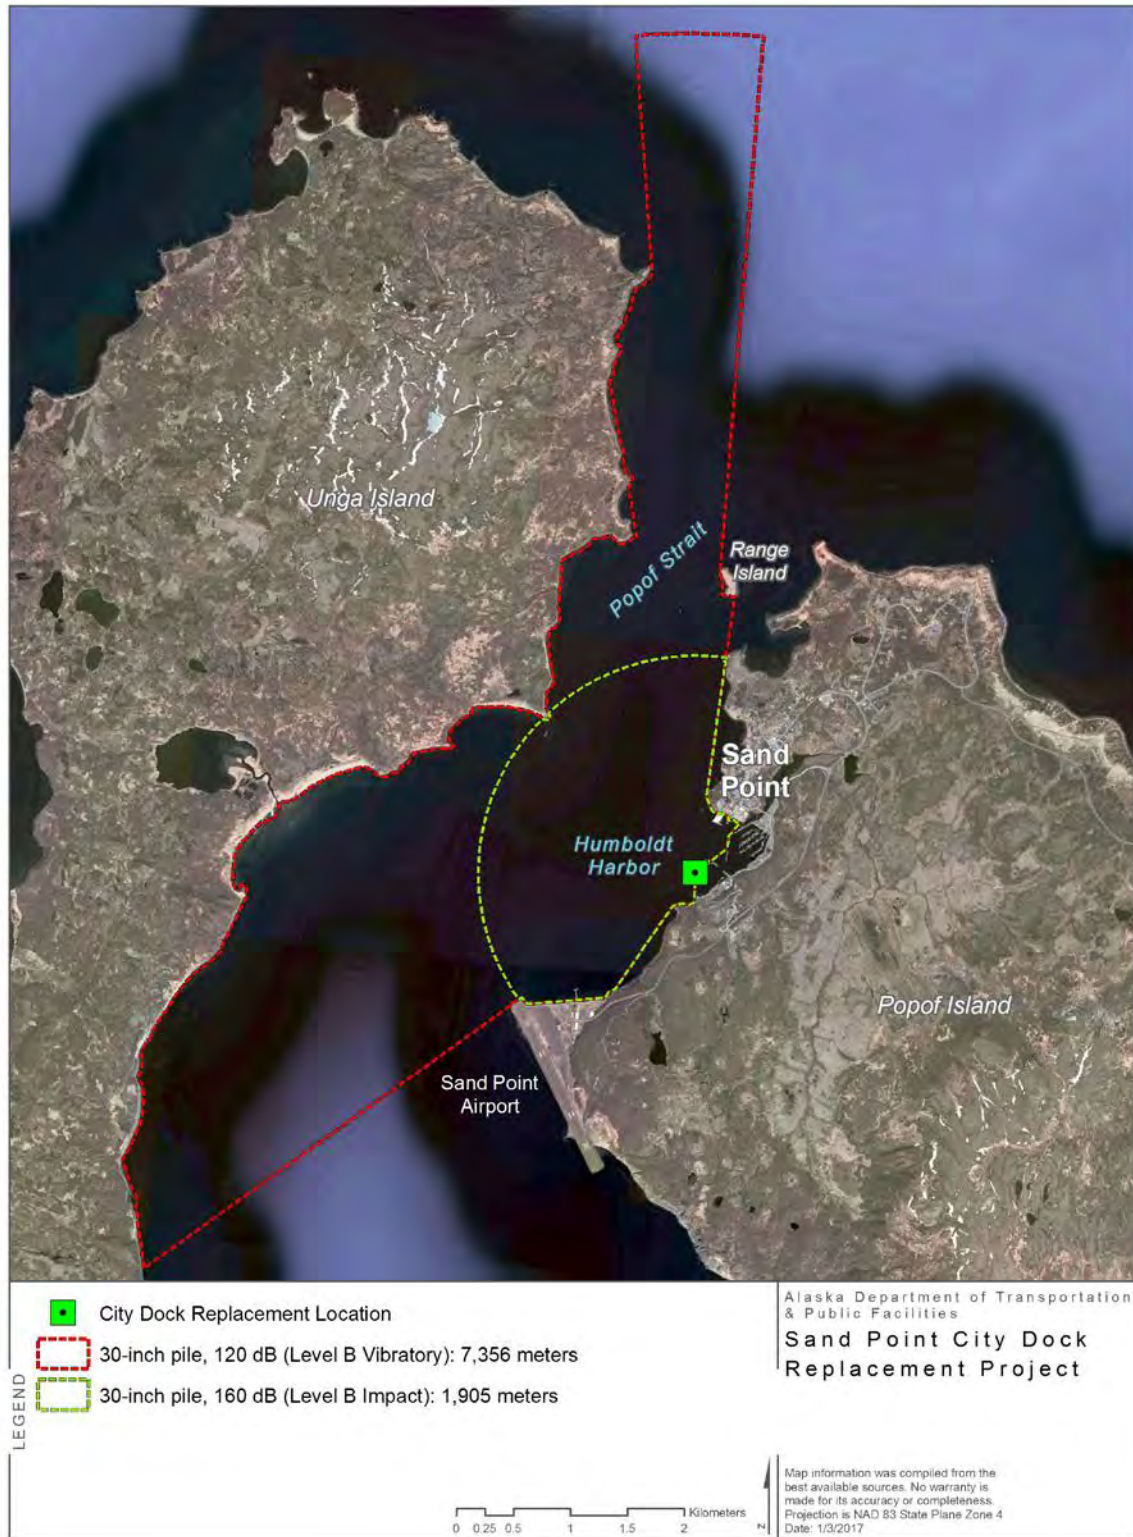 Unga Island
Popof Strait
Range
Island
Sand
Point
Humboldt
Harbor
Popof Island
Sand Point
Airport
LEGEND
City Dock Replacement Location
30-inch pile, 120 dB (Level B Vibratory): 7,356 meters
30-inch pile, 160 dB (Level B Impact): 1,905 meters
Alaska Department of Transportation
& Public Facilities
Sand Point City Dock
Replacement Project
Kilometers
0 0.25 0.5 1 1.5 2
N
Map information was compiled from the
best available sources. No warranty is
made for its accuracy or completeness.
Projection is NAD 83 State Plane Zone 4
Date: 1/3/2017